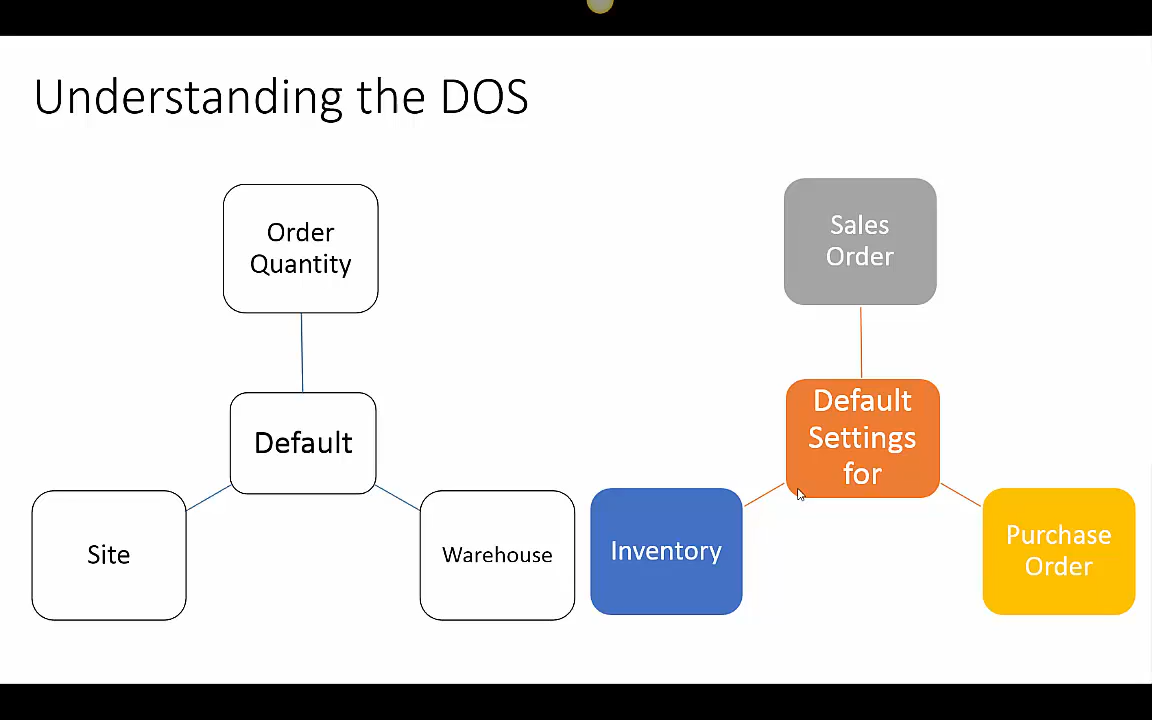 Understanding the DOS
Order
Quantity
Default
Site
Warehouse
Sales
Order
Default
Settings
for
Inventory
Purchase
Order